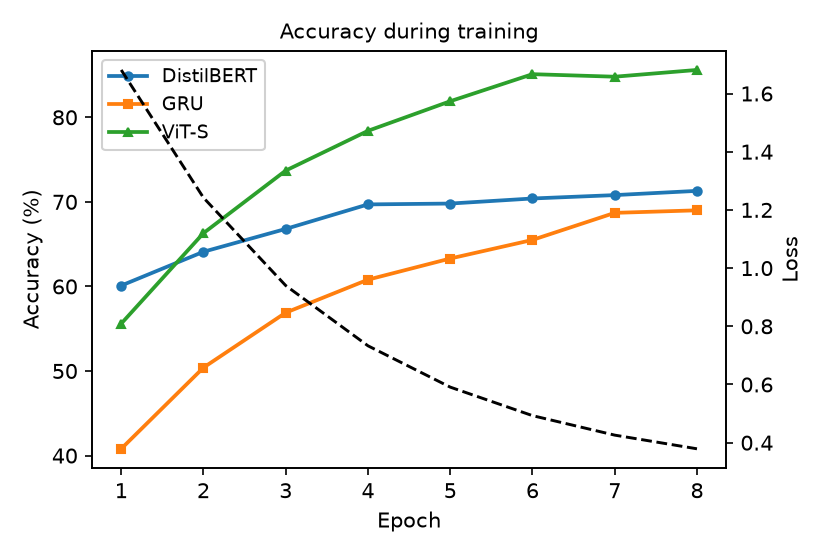 Accuracy during training
DistilBERT
GRU
ViT-S
Accuracy (%)
80
70
60
50
40
1.6
1.4
1.2
1.0
0.8
0.6
0.4
Loss
1 2 3 4 5 6 7 8
Epoch